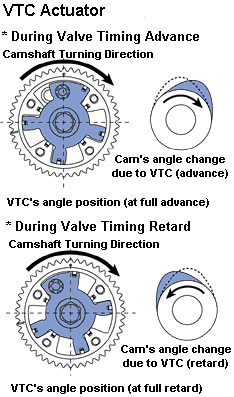 VTC Actuator
* During Valve Timing Advance
Camshaft Turning Direction
Cam's angle change
due to VTC (advance)
VTC's angle position (at full advance)
* During Valve Timing Retard
Camshaft Turning Direction
Cam's angle change
due to VTC (retard)
VTC's angle position (at full retard)